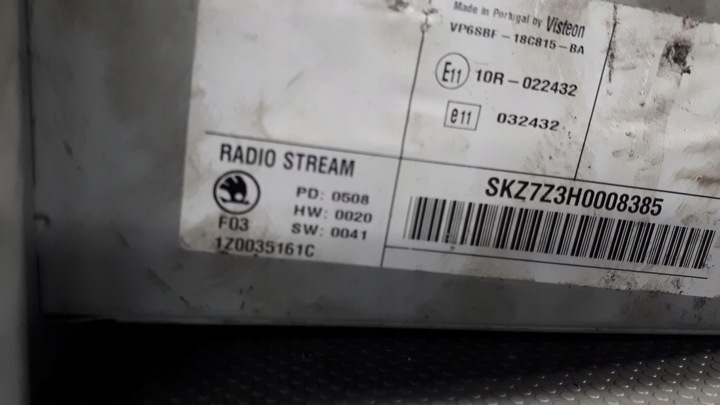 Made in Portugal by Visteon
VP6SBF-18C815-BA
E11 10R-022432
e11 032432
RADIO STREAM
PD: 0508
HW: 0020
F03
SW: 0041
1Z0035161C
SKZ7Z3H0008385